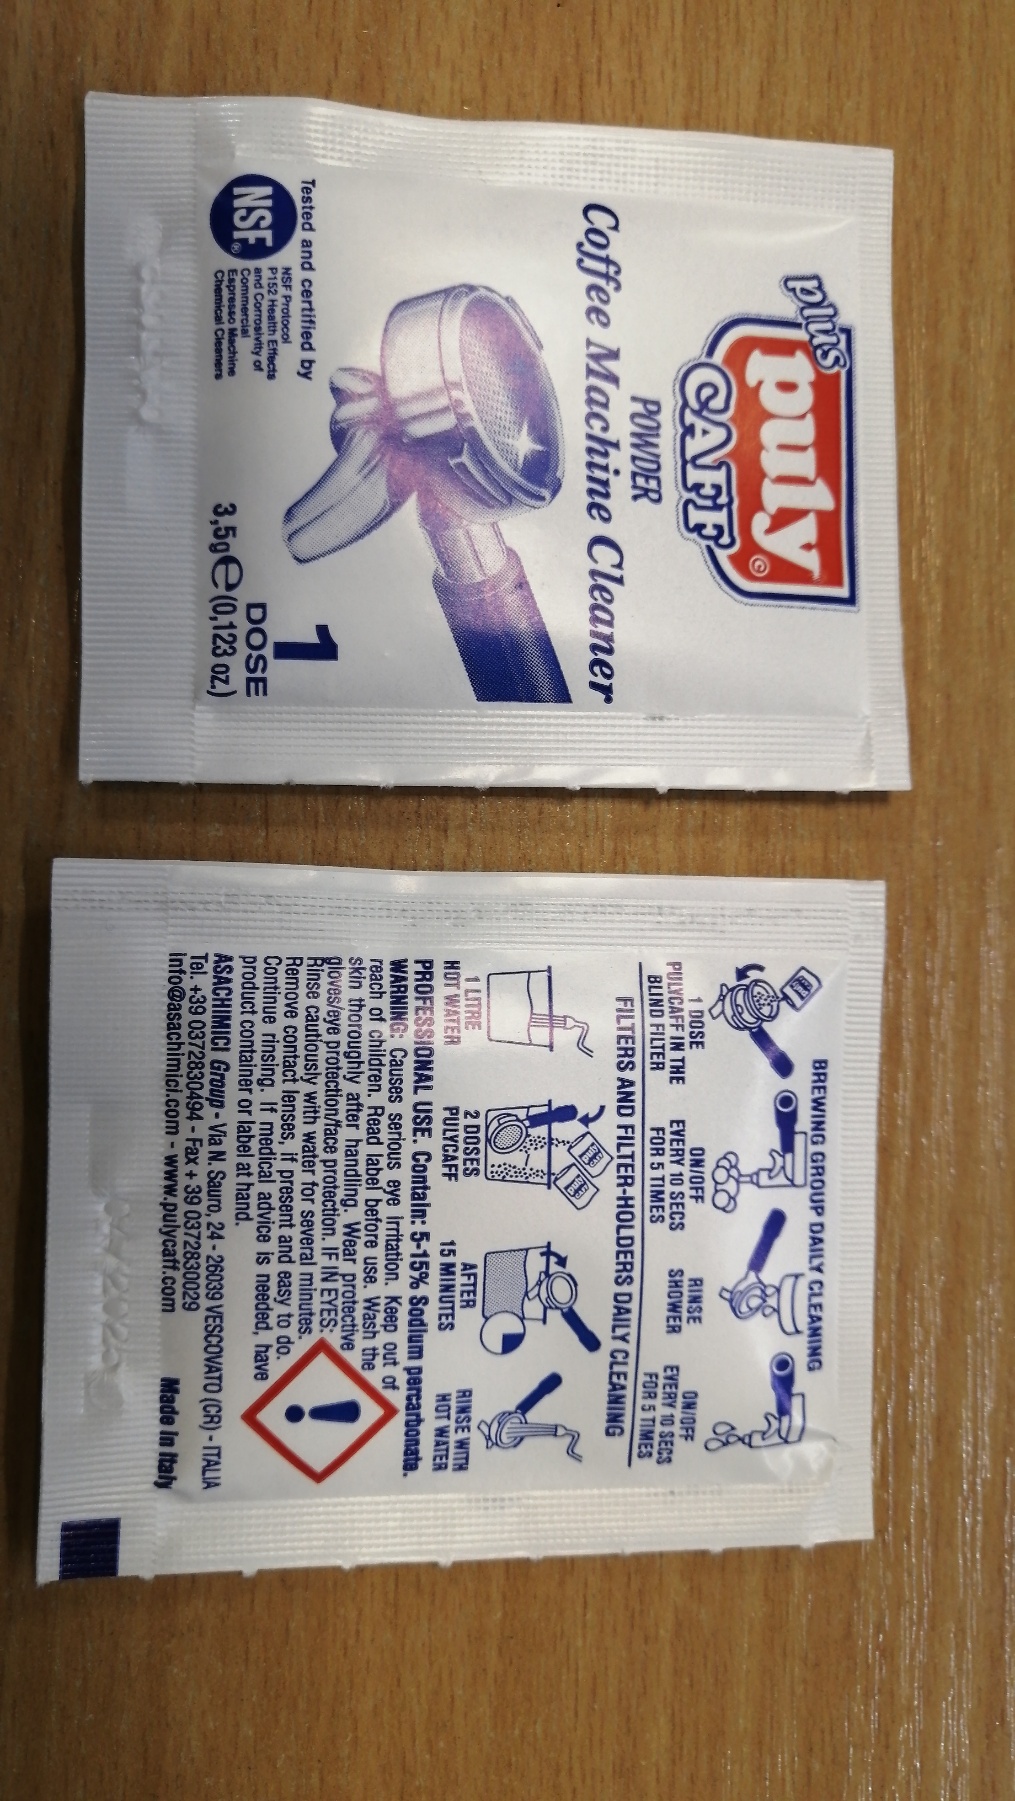 plus
puly
CAFF
©
POWDER
Coffee Machine Cleaner
Tested and certified by
NSF®
NSF Protocol
P152 Health Effects
and Corrosivity of
Commercial
Espresso Machine
Chemical Cleaners
1
DOSE
3,5g℮(0,123 oz.)
BREWING GROUP DAILY CLEANING
1 DOSE
PULYCAFF IN THE
BLIND FILTER
ON/OFF
EVERY 10 SECS
FOR 5 TIMES
RINSE
SHOWER
ON/OFF
EVERY 10 SECS
FOR 5 TIMES
FILTERS AND FILTER-HOLDERS DAILY CLEANING
1 LITRE
HOT WATER
2 DOSES
PULYCAFF
AFTER
15 MINUTES
RINSE WITH
HOT WATER
PROFESSIONAL USE. Contain: 5-15% Sodium percarbonate.
WARNING: Causes serious eye irritation. Keep out of
reach of children. Read label before use. Wash the
skin thoroughly after handling. Wear protective
gloves/eye protection/face protection. IF IN EYES:
Rinse cautiously with water for several minutes.
Remove contact lenses, if present and easy to do.
Continue rinsing. If medical advice is needed, have
product container or label at hand.
ASACHIMICI Group - Via N. Sauro, 24 - 26039 VESCOVATO (CR) - ITALIA
Tel. +39 0372830494 - Fax + 39 0372830029
info@asachimici.com - www.pulycaff.com
Made in Italy